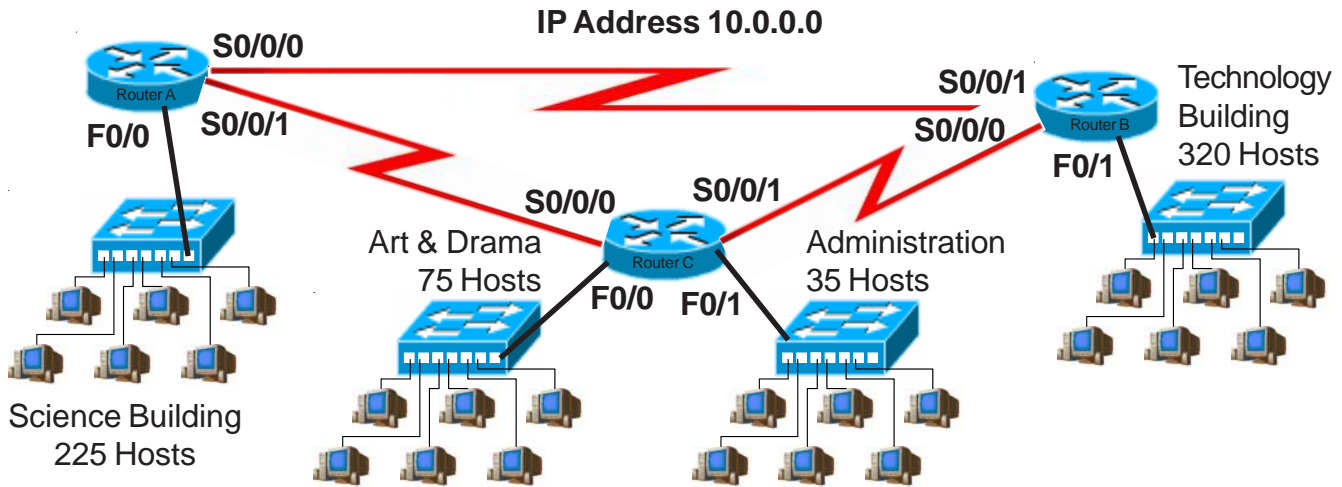 IP Address 10.0.0.0
S0/0/0
Router A
S0/0/1
F0/0
S0/0/1
S0/0/0
Router B
F0/1
Technology
Building
320 Hosts
S0/0/0
S0/0/1
Router C
F0/0
F0/1
Art & Drama
75 Hosts
Administration
35 Hosts
Science Building
225 Hosts